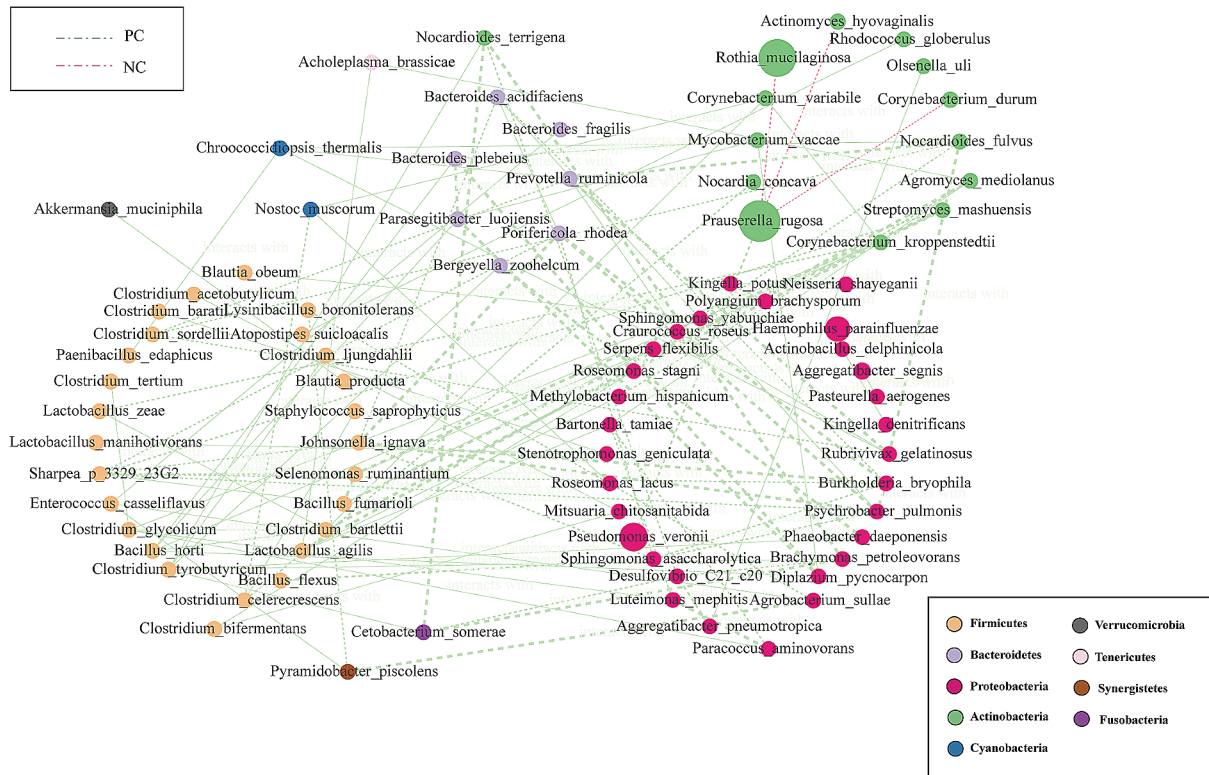 PC
NC
Nocardioides_terrigena
Acholeplasma_brassicae
Bacteroides_acidifaciens
Bacteroides_fragilis
Chroococcidiopsis_thermalis
Bacteroides_plebeius
Prevotella_ruminicola
Akkermansia_muciniphila
Nostoc_muscorum
Parasegitibacter_luojiensis
Porifericola_rhodea
Bergeyella_zoohelcum
Actinomyces_hyovaginalis
Rhodococcus_globerulus
Rothia_mucilaginosa
Olsenella_uli
Corynebacterium_variabile
Corynebacterium_durum
Mycobacterium_vaccae
Nocardioides_fulvus
Nocardia_concava
Agromyces_mediolanus
Prauserella_rugosa
Streptomyces_mashuensis
Corynebacterium_kroppenstedtii
interacts with
Blautia_obeum
Clostridium_acetobutylicum
Clostridium_baratii
Lysinibacillus_boronitolerans
Clostridium_sordellii
Atopostipes_suicloacalis
Paenibacillus_edaphicus
Clostridium_ljungdahlii
Clostridium_tertium
Blautia_producta
Lactobacillus_zeae
Staphylococcus_saprophyticus
Lactobacillus_manihotivorans
Johnsonella_ignava
Sharpea_p_3329_23G2
Selenomonas_ruminantium
Enterococcus_casseliflavus
Bacillus_fumarioli
Clostridium_glycolicum
Clostridium_bartlettii
Bacillus_horti
Lactobacillus_agilis
Clostridium_tyrobutyricum
Bacillus_flexus
Clostridium_celerecrescens
Clostridium_bifermentans
Cetobacterium_somerae
Pyramidobacter_piscolens
Kingella_potus
Neisseria_shayeganii
Polyangium_brachysporum
Sphingomonas_yabuuchiae
Craurococcus_roseus
Haemophilus_parainfluenzae
Serpens_flexibilis
Actinobacillus_delphinicola
Roseomonas_stagni
Aggregatibacter_segnis
Methylobacterium_hispanicum
Pasteurella_aerogenes
Bartonella_tamiae
Kingella_denitrificans
Stenotrophomonas_geniculata
Rubrivivax_gelatinosus
Roseomonas_lacus
Burkholderia_bryophila
Mitsuaria_chitosanitabida
Psychrobacter_pulmonis
Pseudomonas_veronii
Phaeobacter_daeponensis
Sphingomonas_asaccharolytica
Brachymonas_petroleovorans
Desulfovibrio_C21_c20
Diplazium_pycnocarpon
Luteimonas_mephitis
Agrobacterium_sullae
Aggregatibacter_pneumotropica
Paracoccus_aminovorans
Firmicutes
Bacteroidetes
Proteobacteria
Actinobacteria
Cyanobacteria
Verrucomicrobia
Tenericutes
Synergistetes
Fusobacteria